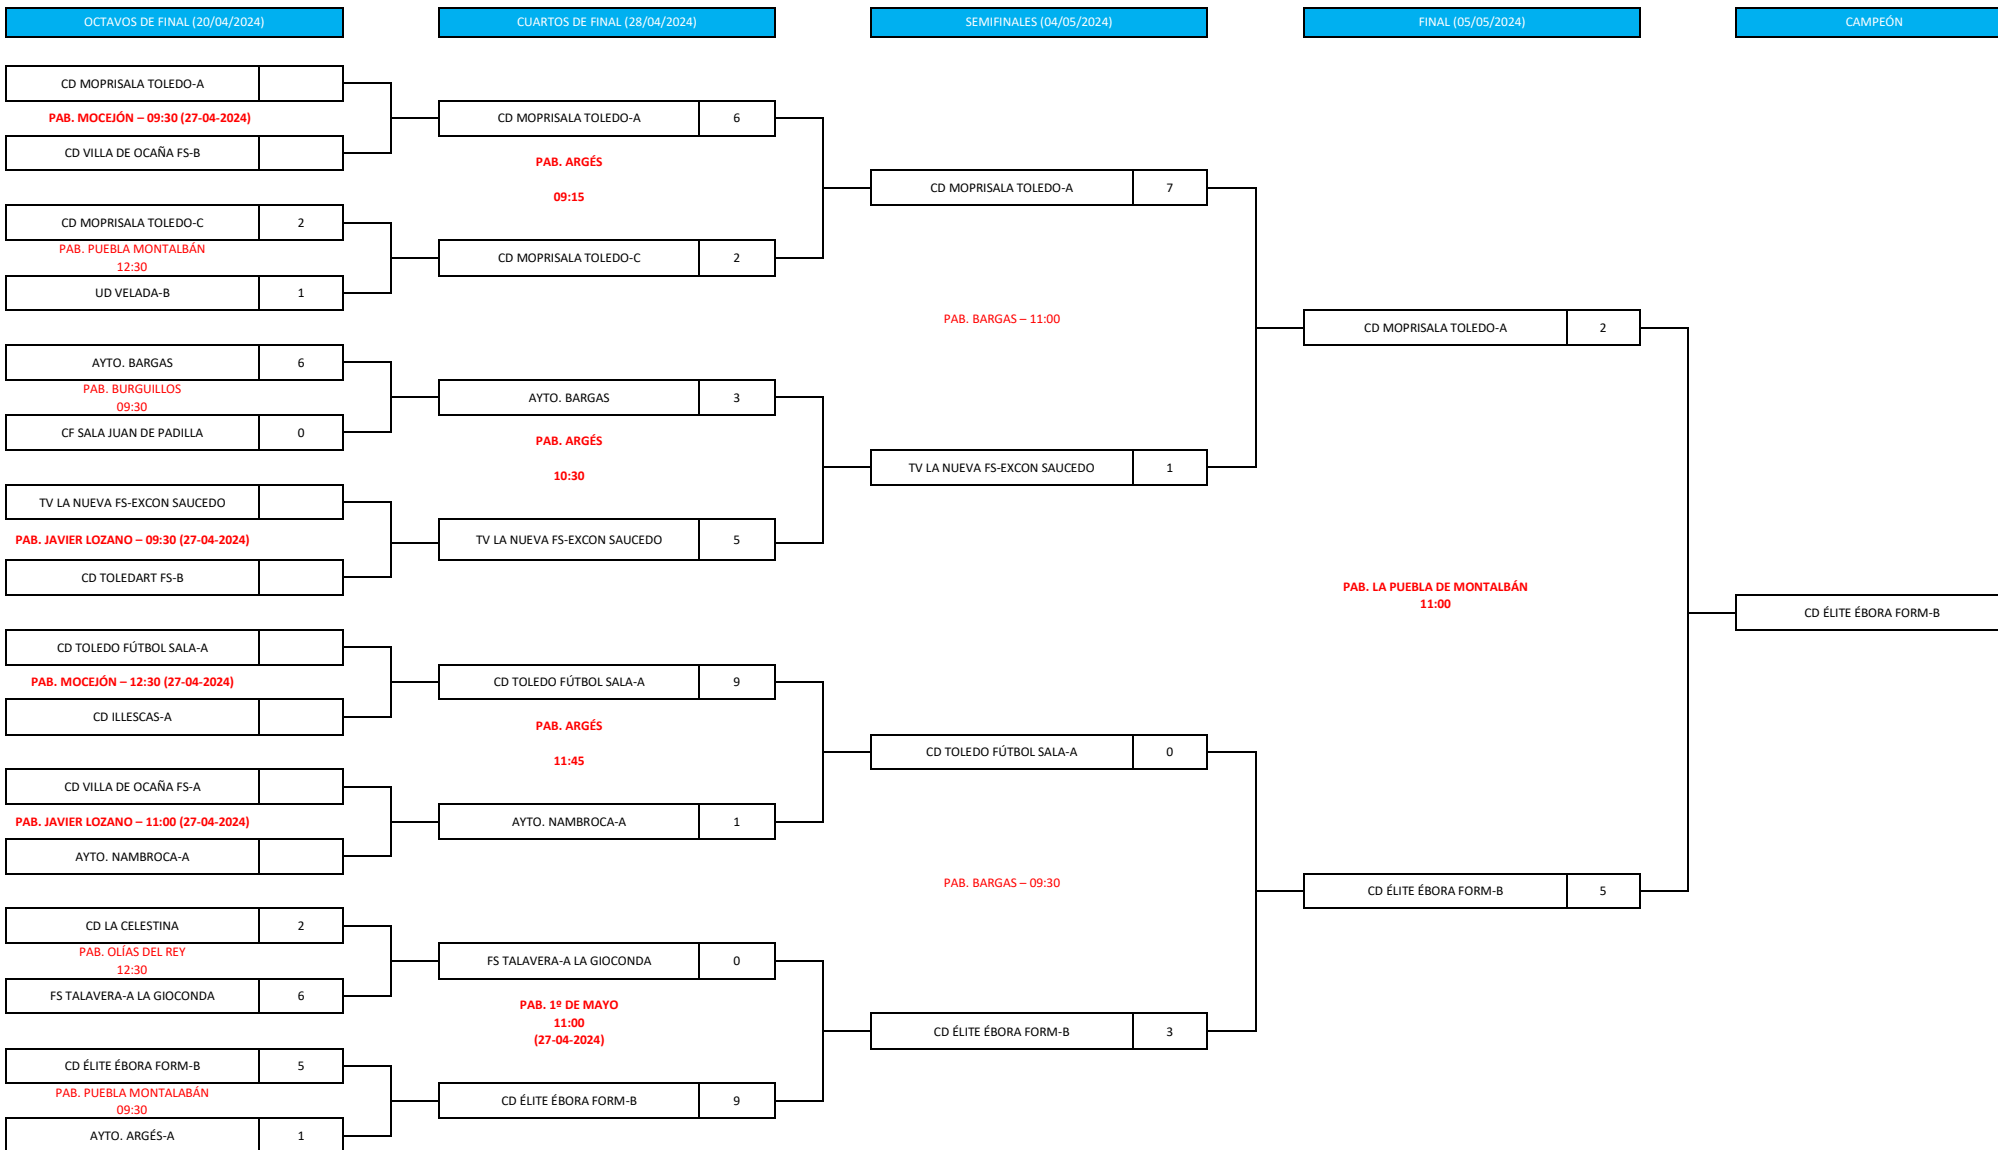 OCTAVOS DE FINAL (20/04/2024)
CUARTOS DE FINAL (28/04/2024)
SEMIFINALES (04/05/2024)
FINAL (05/05/2024)
CAMPEÓN
CD MOPRISALA TOLEDO-A
PAB. MOCEJÓN – 09:30 (27-04-2024)
CD VILLA DE OCAÑA FS-B
CD MOPRISALA TOLEDO-C 2
PAB. PUEBLA MONTALBÁN
12:30
UD VELADA-B 1
AYTO. BARGAS 6
PAB. BURGUILLOS
09:30
CF SALA JUAN DE PADILLA 0
TV LA NUEVA FS-EXCON SAUCEDO
PAB. JAVIER LOZANO – 09:30 (27-04-2024)
CD TOLEDART FS-B
CD TOLEDO FÚTBOL SALA-A
PAB. MOCEJÓN – 12:30 (27-04-2024)
CD ILLESCAS-A
CD VILLA DE OCAÑA FS-A
PAB. JAVIER LOZANO – 11:00 (27-04-2024)
AYTO. NAMBROCA-A
CD LA CELESTINA 2
PAB. OLÍAS DEL REY
12:30
FS TALAVERA-A LA GIOCONDA 6
CD ÉLITE ÉBORA FORM-B 5
PAB. PUEBLA MONTALABÁN
09:30
AYTO. ARGÉS-A 1
CD MOPRISALA TOLEDO-A 6
PAB. ARGÉS
09:15
CD MOPRISALA TOLEDO-C 2
AYTO. BARGAS 3
PAB. ARGÉS
10:30
TV LA NUEVA FS-EXCON SAUCEDO 5
CD TOLEDO FÚTBOL SALA-A 9
PAB. ARGÉS
11:45
AYTO. NAMBROCA-A 1
FS TALAVERA-A LA GIOCONDA 0
PAB. 1º DE MAYO
11:00
(27-04-2024)
CD ÉLITE ÉBORA FORM-B 9
CD MOPRISALA TOLEDO-A 7
PAB. BARGAS – 11:00
TV LA NUEVA FS-EXCON SAUCEDO 1
CD TOLEDO FÚTBOL SALA-A 0
PAB. BARGAS – 09:30
CD ÉLITE ÉBORA FORM-B 3
CD MOPRISALA TOLEDO-A 2
PAB. LA PUEBLA DE MONTALBÁN
11:00
CD ÉLITE ÉBORA FORM-B 5
CD ÉLITE ÉBORA FORM-B